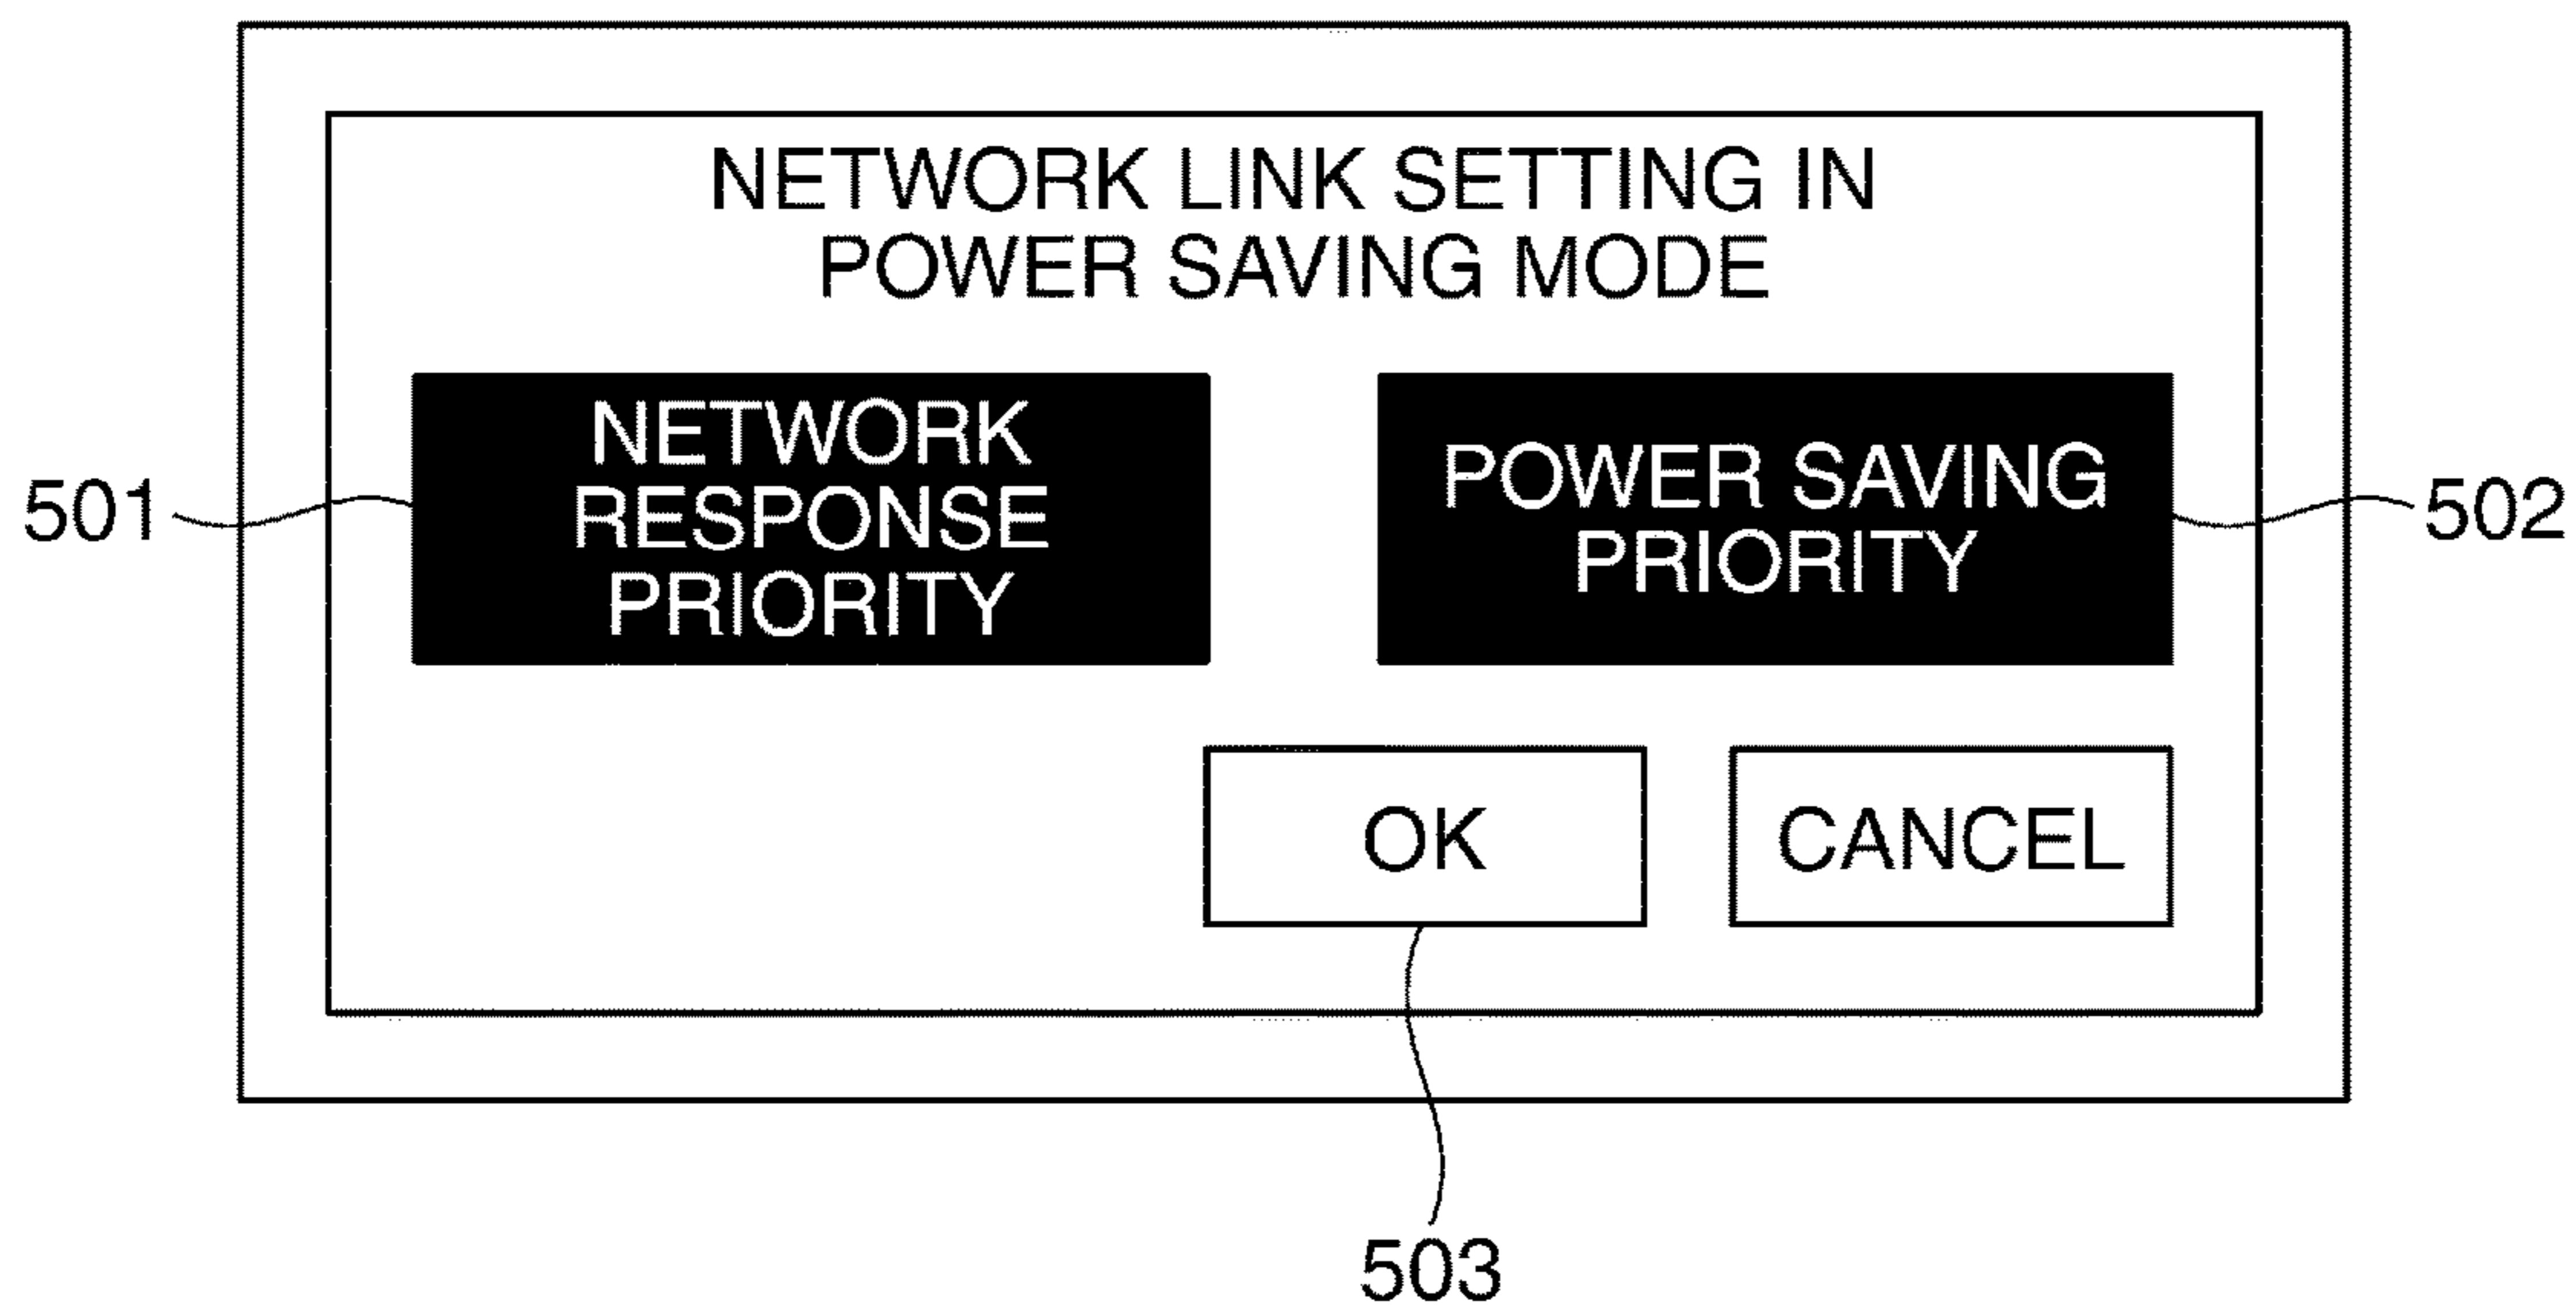 NETWORK LINK SETTING IN
POWER SAVING MODE
NETWORK
RESPONSE
PRIORITY
POWER SAVING
PRIORITY
501
502
OK
CANCEL
503